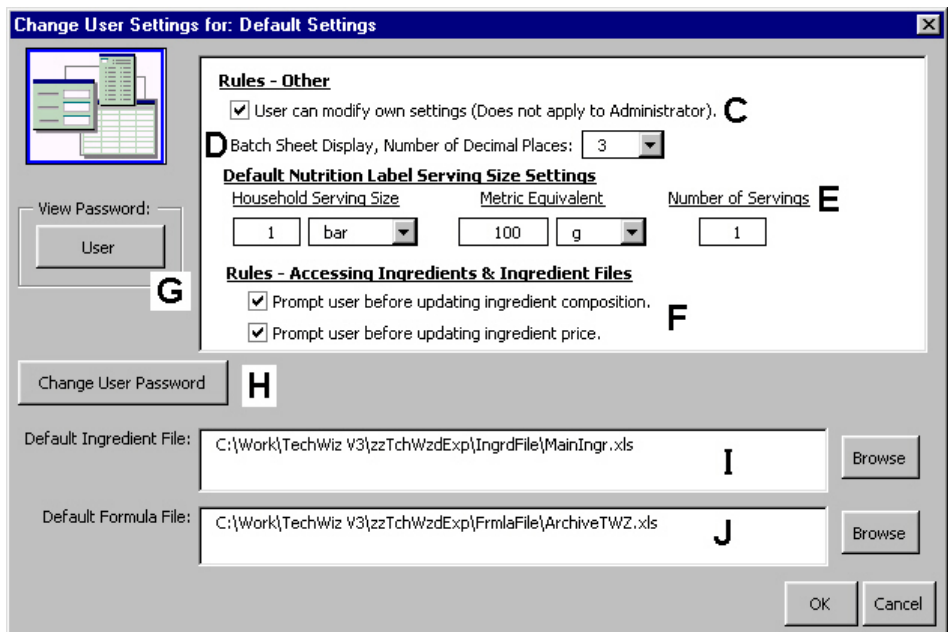 Change User Settings for: Default Settings
Rules - Other
User can modify own settings (Does not apply to Administrator). C
D Batch Sheet Display, Number of Decimal Places: 3
Default Nutrition Label Serving Size Settings
Household Serving Size Metric Equivalent Number of Servings E
1 bar 100 g 1
View Password:
User
G
Rules - Accessing Ingredients & Ingredient Files
Prompt user before updating ingredient composition.
F
Prompt user before updating ingredient price.
Change User Password H
Default Ingredient File: C:\Work\TechWiz V3\zzTchWzdExp\IngrdFile\MainIngr.xls I Browse
Default Formula File: C:\Work\TechWiz V3\zzTchWzdExp\FrmlaFile\ArchiveTWZ.xls J Browse
OK Cancel